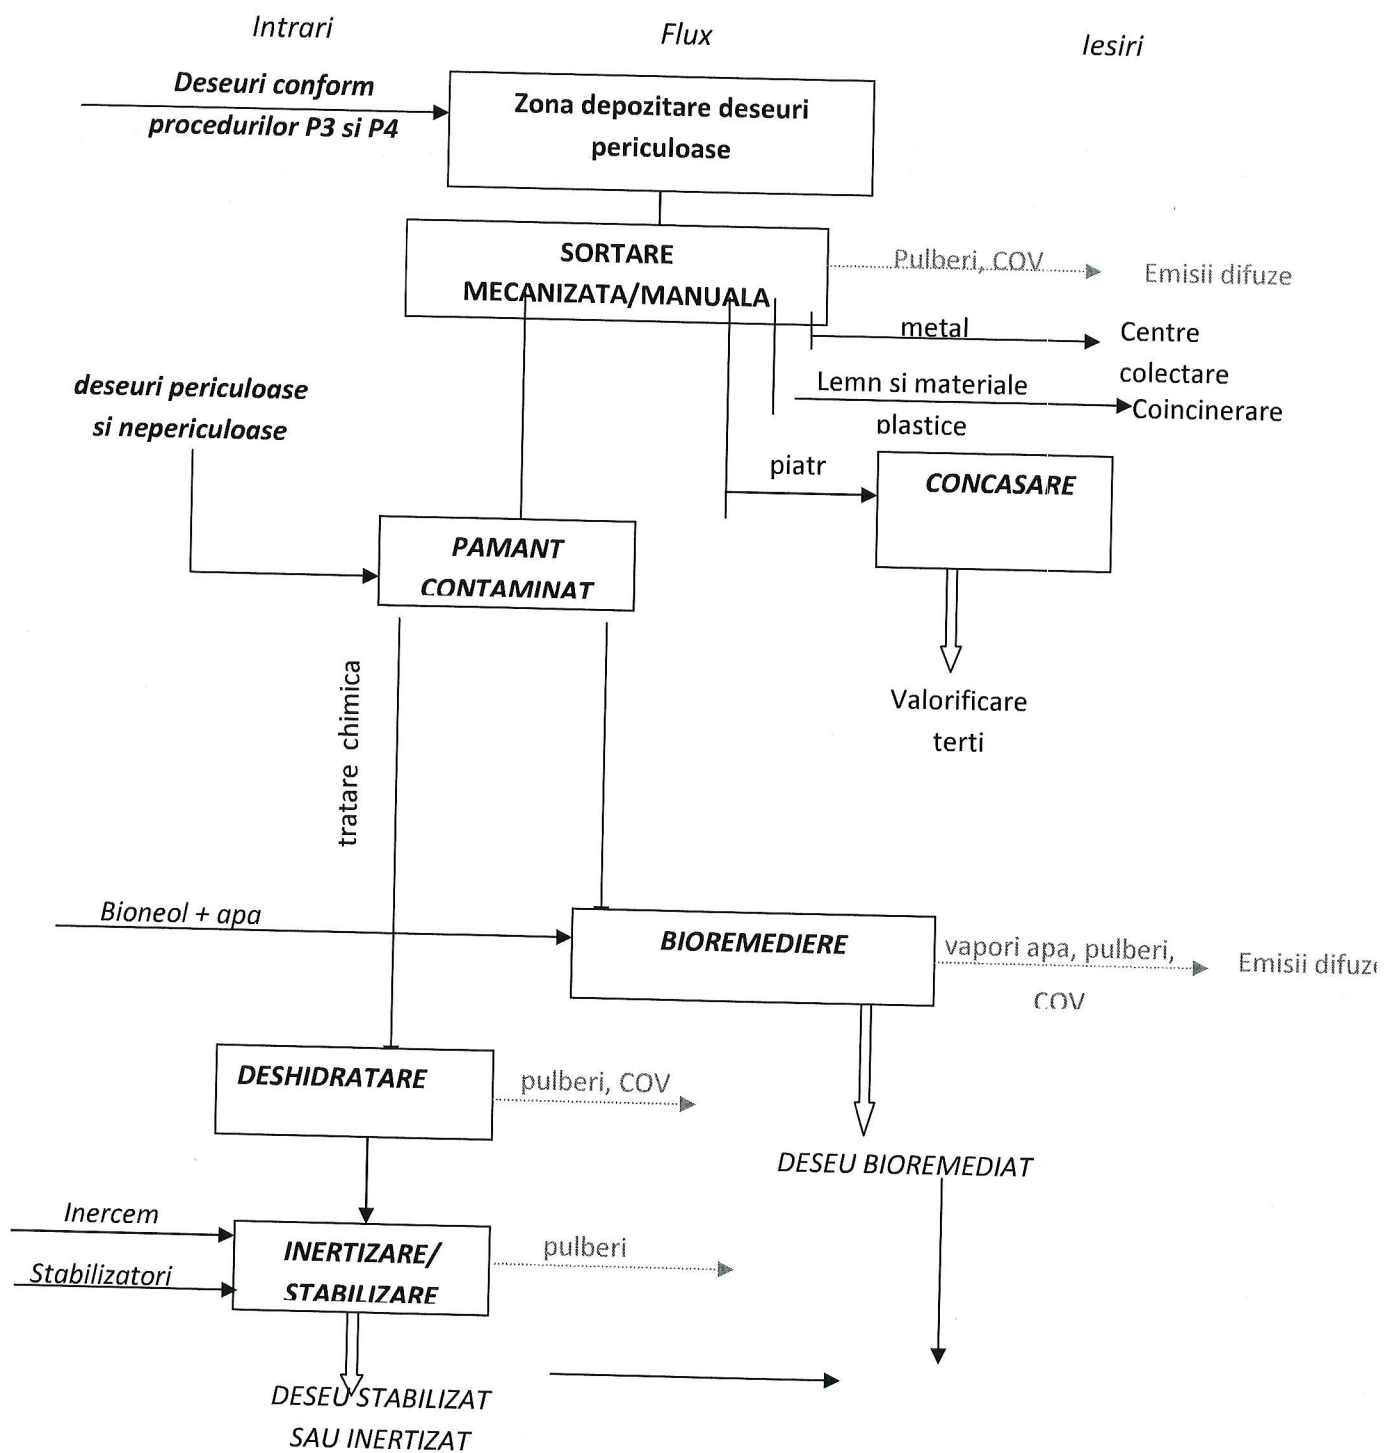 Intrari
Flux
Iesiri
Deseuri conform
procedurilor P3 si P4
Zona depozitare deseuri
periculoase
SORTARE
MECANIZATA/MANUALA
Pulberi, COV
Emisii difuze
metal
Centre
colectare
Lemn si materiale
plastice
Coincinerare
deseuri periculoase
si nepericuloase
piatr
CONCASARE
PAMANT
CONTAMINAT
Valorificare
terti
tratare chimica
Bioneol + apa
BIOREMEDIERE
vapori apa, pulberi,
COV
Emisii difuze
DESHIDRATARE
pulberi, COV
DESEU BIOREMEDIAT
Inercem
Stabilizatori
INERTIZARE/
STABILIZARE
pulberi
DESEU STABILIZAT
SAU INERTIZAT